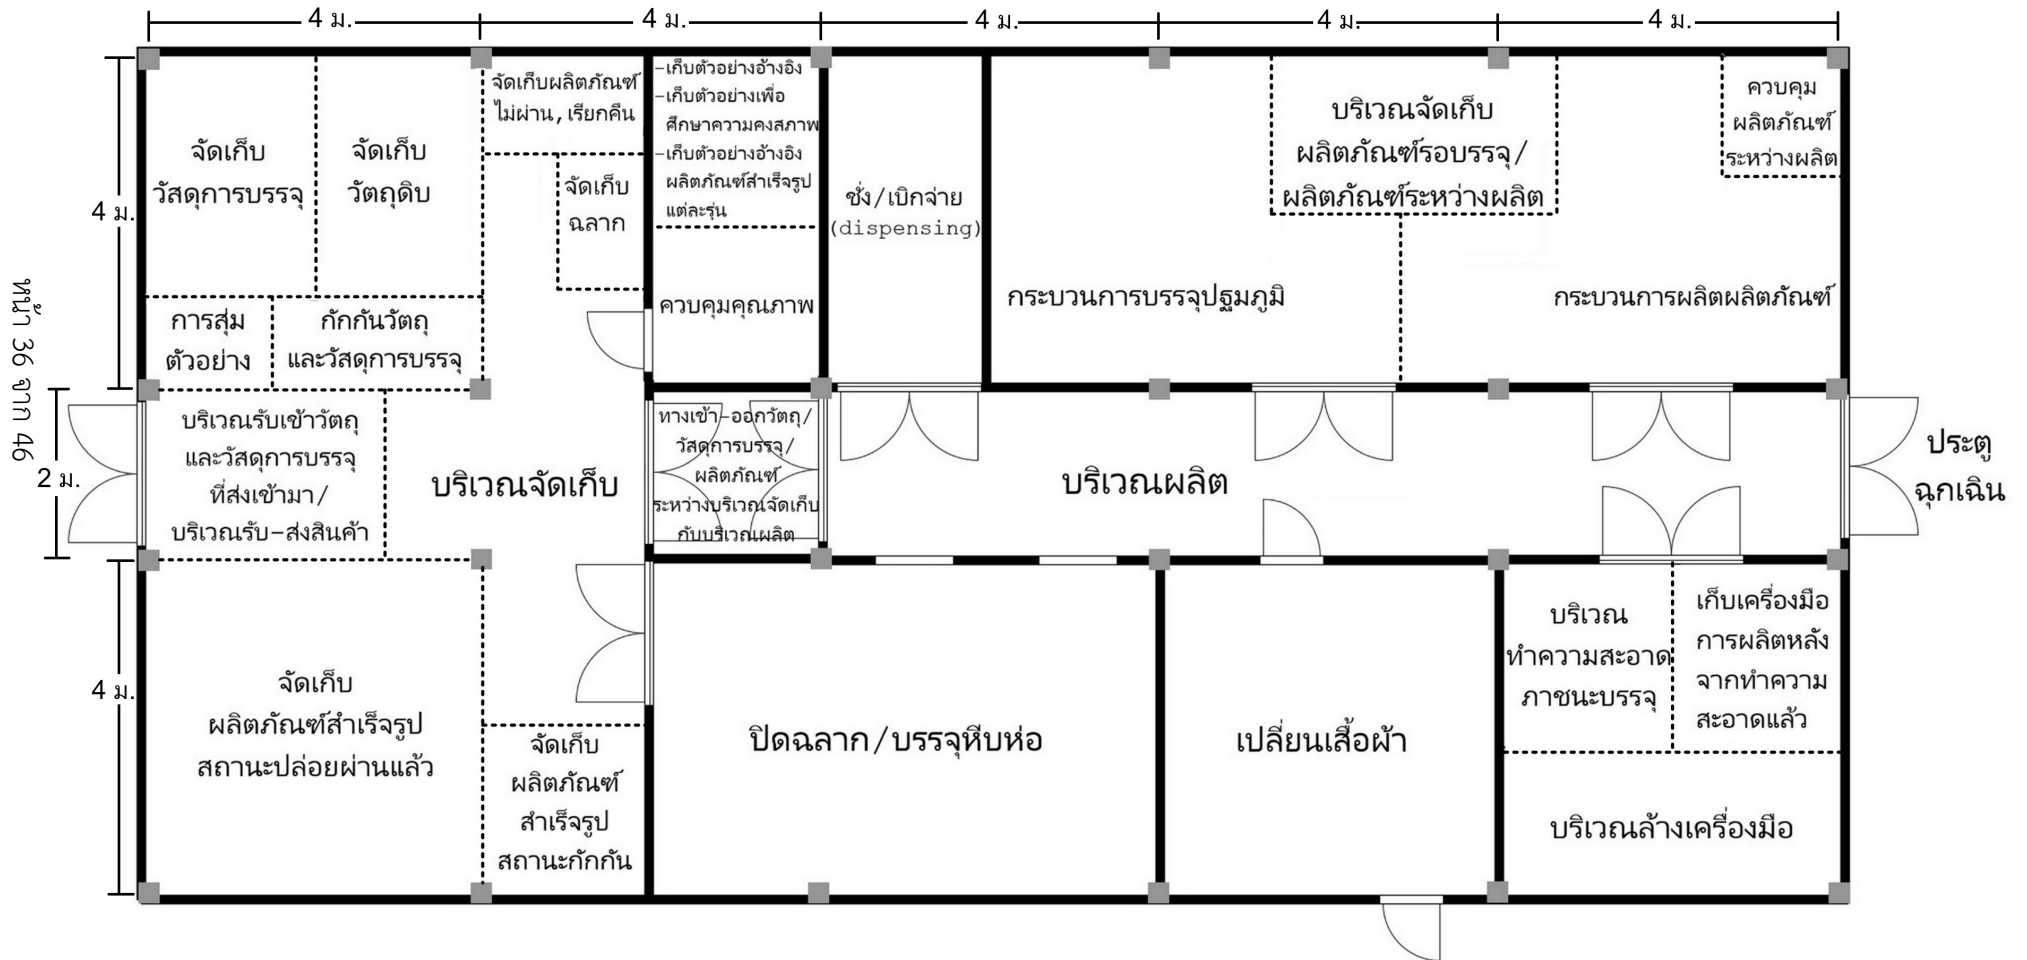 4 ม.
4 ม.
4 ม.
4 ม.
4 ม.
4 ม.
2 ม.
4 ม.
หน้า 36 จาก 46
จัดเก็บ
วัสดุการบรรจุ
จัดเก็บ
วัตถุดิบ
จัดเก็บผลิตภัณฑ์
ไม่ผ่าน,เรียกคืน
จัดเก็บ
ฉลาก
-เก็บตัวอย่างอ้างอิง
-เก็บตัวอย่างเพื่อ
ศึกษาความคงสภาพ
-เก็บตัวอย่างอ้างอิง
ผลิตภัณฑ์สำเร็จรูป
แต่ละรุ่น
ควบคุมคุณภาพ
ชั่ง/เบิกจ่าย
(dispensing)
บริเวณจัดเก็บ
ผลิตภัณฑ์รอบรรจุ/
ผลิตภัณฑ์ระหว่างผลิต
ควบคุม
ผลิตภัณฑ์
ระหว่างผลิต
กระบวนการบรรจุปฐมภูมิ
กระบวนการผลิตผลิตภัณฑ์
การสุ่ม
ตัวอย่าง
กักกันวัตถุ
และวัสดุการบรรจุ
บริเวณรับเข้าวัตถุ
และวัสดุการบรรจุ
ที่ส่งเข้ามา/
บริเวณรับ-ส่งสินค้า
บริเวณจัดเก็บ
ทางเข้า-ออกวัตถุ/
วัสดุการบรรจุ/
ผลิตภัณฑ์
ระหว่างบริเวณจัดเก็บ
กับบริเวณผลิต
บริเวณผลิต
ประตู
ฉุกเฉิน
จัดเก็บ
ผลิตภัณฑ์สำเร็จรูป
สถานะปล่อยผ่านแล้ว
จัดเก็บ
ผลิตภัณฑ์
สำเร็จรูป
สถานะกักกัน
ปิดฉลาก/บรรจุหีบห่อ
เปลี่ยนเสื้อผ้า
บริเวณ
ทำความสะอาด
ภาชนะบรรจุ
เก็บเครื่องมือ
การผลิตหลัง
จากทำความ
สะอาดแล้ว
บริเวณล้างเครื่องมือ